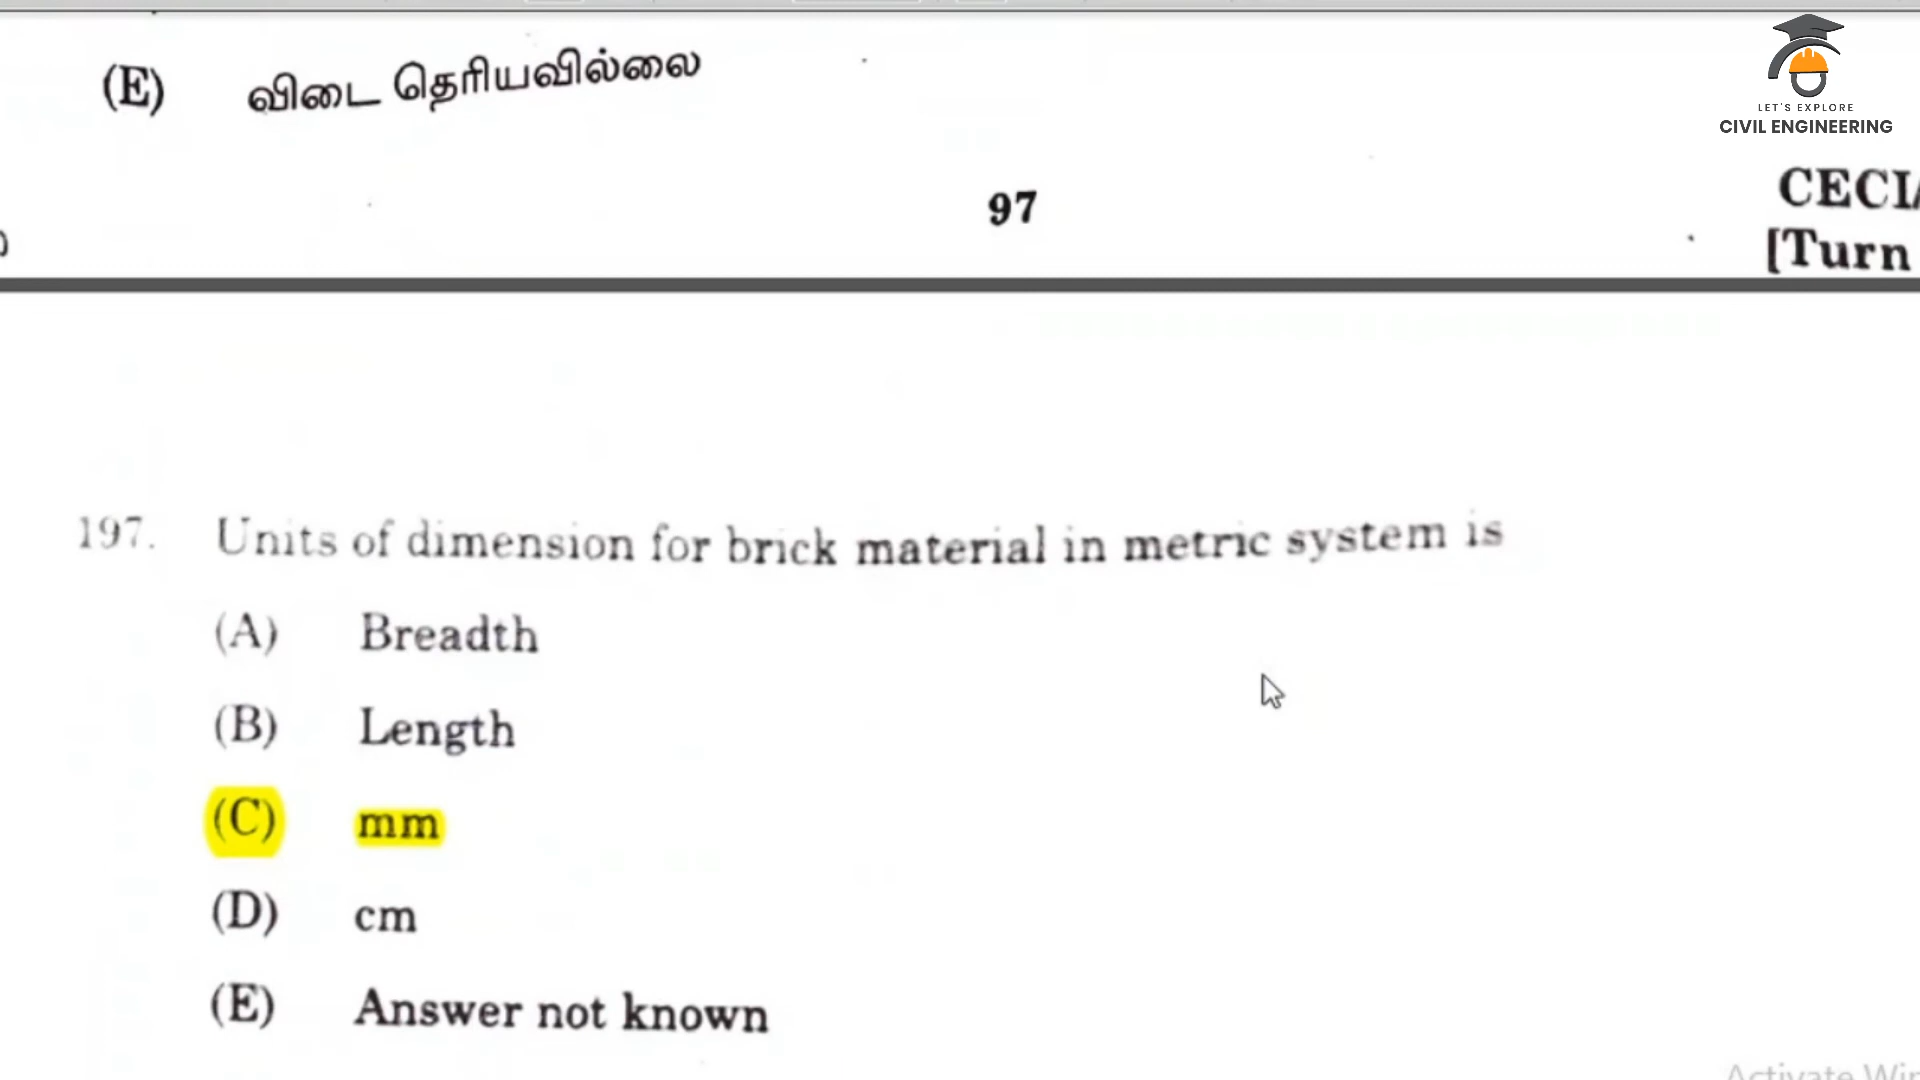 (E) விடை தெரியவில்லை
LET'S EXPLORE
CIVIL ENGINEERING
97
[Turn
197. Units of dimension for brick material in metric system is
(A) Breadth
(B) Length
(C) mm
(D) cm
(E) Answer not known
Activate